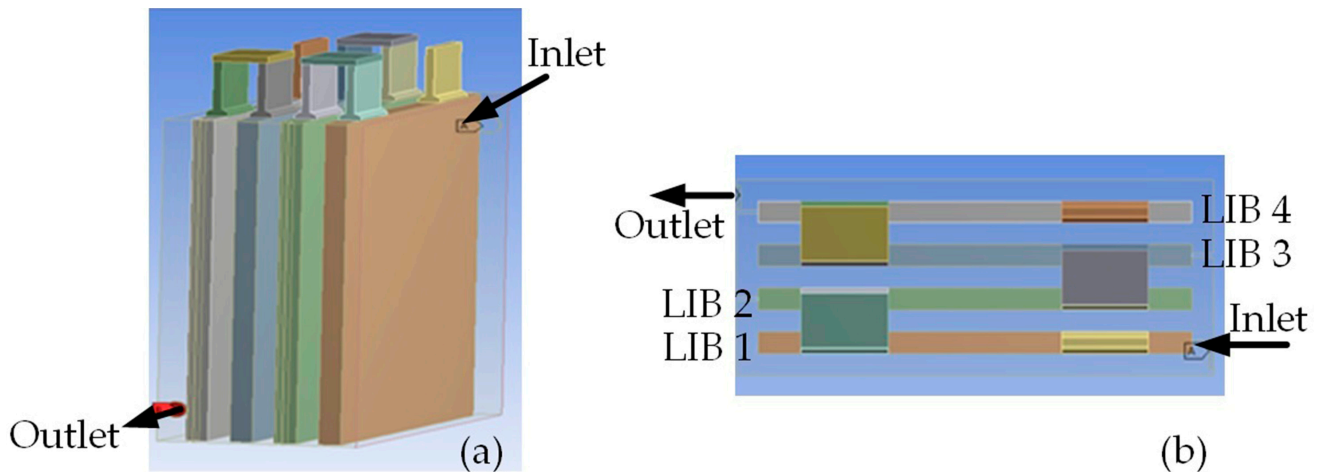 Inlet
A
Outlet
(a)
Outlet
LIB 4
LIB 3
LIB 2
LIB 1
Inlet
A
(b)